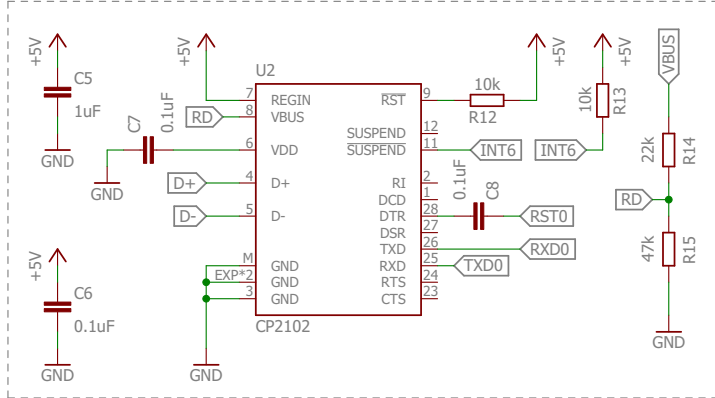 +5V
C5
1uF
GND
+5V
C6
0.1uF
GND
+5V
C7
0.1uF
GND
RD
D+
D-
GND
U2
7 REGIN
8 VBUS
6 VDD
4 D+
5 D-
M GND
EXP*2 GND
3 GND
RST 9
SUSPEND 12
SUSPEND 11
RI 2
DCD 1
DTR 28
DSR 27
TXD 26
RXD 25
RTS 24
CTS 23
CP2102
10k
R12
+5V
INT6
0.1uF
C8
RST0
RXD0
TXD0
+5V
10k
R13
INT6
VBUS
22k
R14
RD
47k
R15
GND